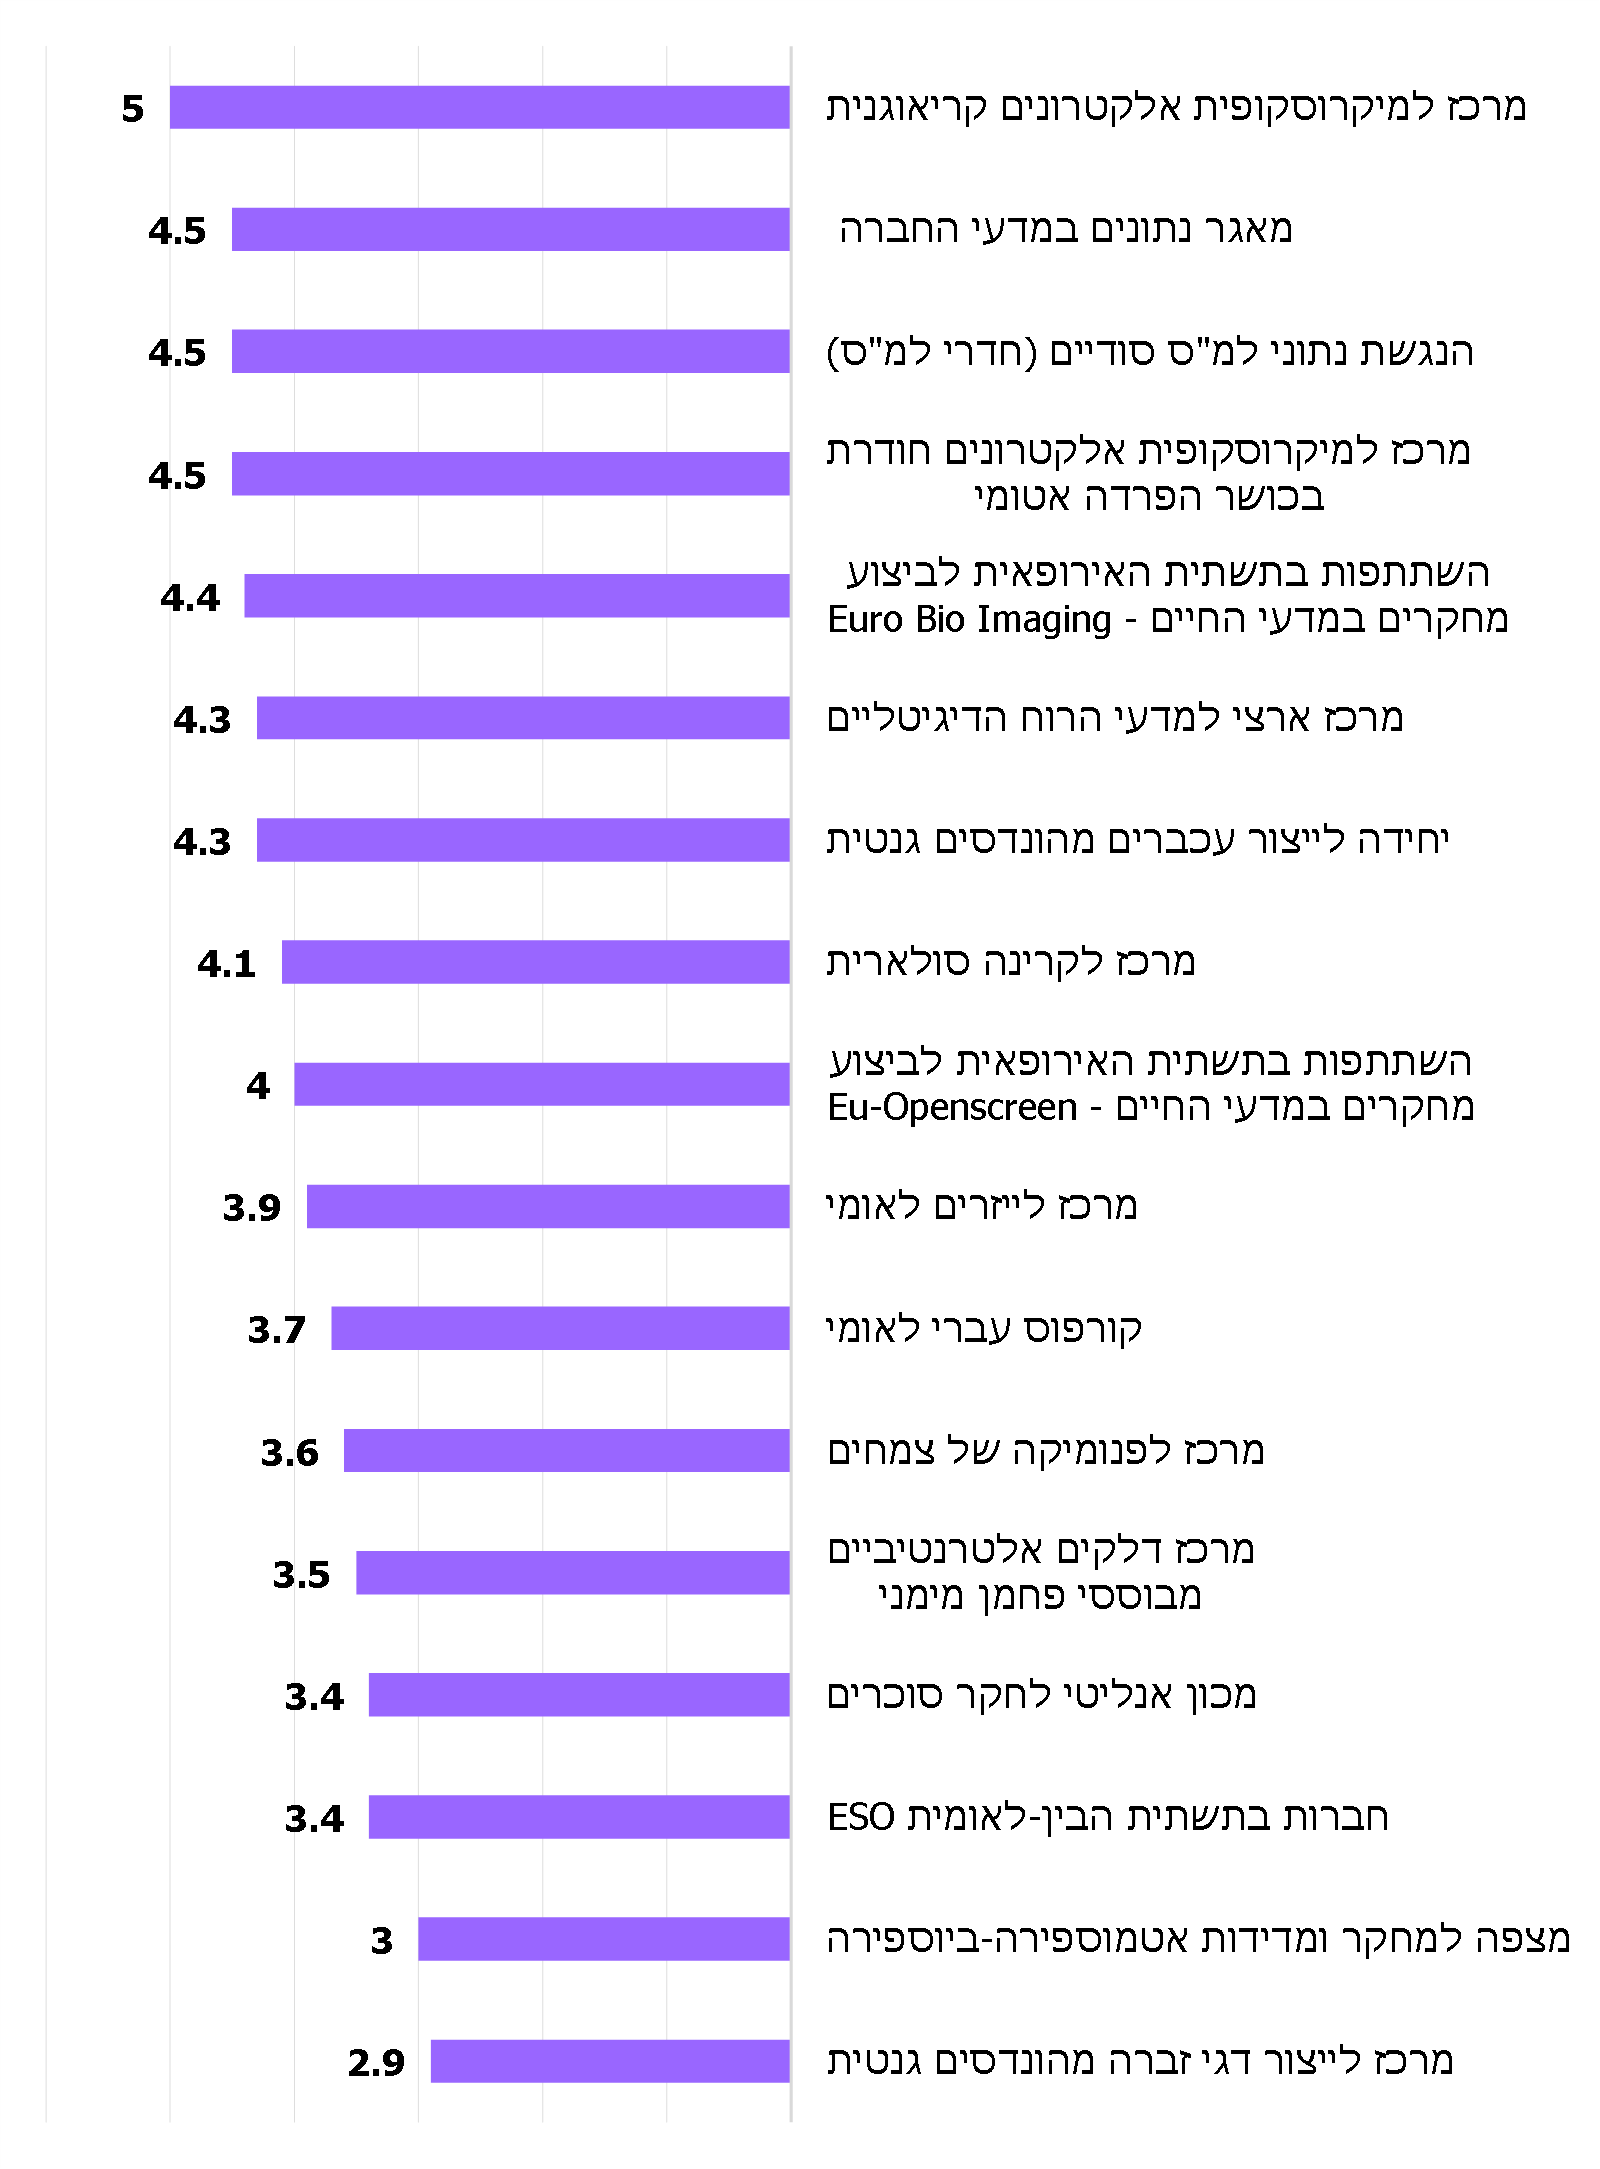 מרכז למיקרוסקופית אלקטרונים קריאוגנית
5
מאגר נתונים במדעי החברה
4.5
הנגשת נתוני למ"ס סודיים (חדרי למ"ס)
4.5
מרכז למיקרוסקופית אלקטרונים חודרת
בכושר הפרדה אטומי
4.5
השתתפות בתשתית האירופאית לביצוע
מחקרים במדעי החיים - Euro Bio Imaging
4.4
מרכז ארצי למדעי הרוח הדיגיטליים
4.3
יחידה לייצור עכברים מהונדסים גנטית
4.3
מרכז לקרינה סולארית
4.1
השתתפות בתשתית האירופאית לביצוע
מחקרים במדעי החיים - Eu-Openscreen
4
מרכז לייזרים לאומי
3.9
קורפוס עברי לאומי
3.7
מרכז לפנומיקה של צמחים
3.6
מרכז דלקים אלטרנטיביים
מבוססי פחמן מימני
3.5
מכון אנליטי לחקר סוכרים
3.4
חברות בתשתית הבין-לאומית ESO
3.4
מצפה למחקר ומדידות אטמוספירה-ביוספירה
3
מרכז לייצור דגי זברה מהונדסים גנטית
2.9